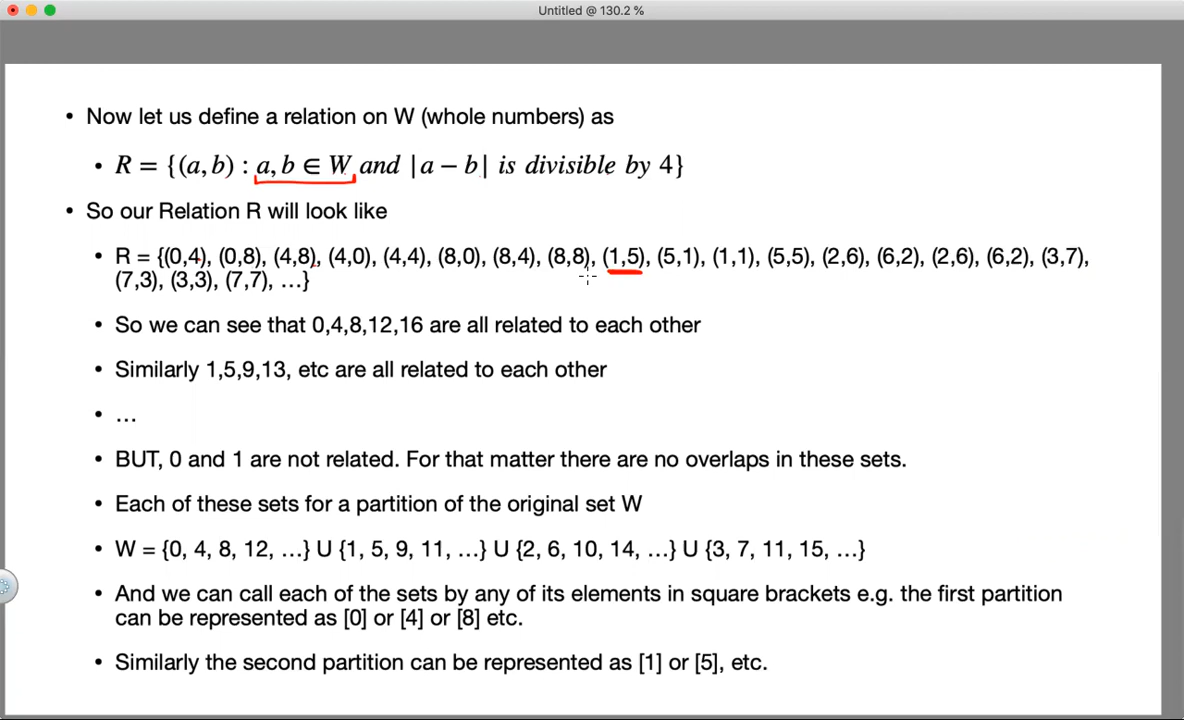 Untitled @ 130.2 %
• Now let us define a relation on W (whole numbers) as
• R = {(a, b) : a, b ∈ W and |a − b| is divisible by 4}
• So our Relation R will look like
• R = {(0,4), (0,8), (4,8), (4,0), (4,4), (8,0), (8,4), (8,8), (1,5), (5,1), (1,1), (5,5), (2,6), (6,2), (2,6), (6,2), (3,7),
(7,3), (3,3), (7,7), …}
• So we can see that 0,4,8,12,16 are all related to each other
• Similarly 1,5,9,13, etc are all related to each other
• …
• BUT, 0 and 1 are not related. For that matter there are no overlaps in these sets.
• Each of these sets for a partition of the original set W
• W = {0, 4, 8, 12, …} U {1, 5, 9, 11, …} U {2, 6, 10, 14, …} U {3, 7, 11, 15, …}
• And we can call each of the sets by any of its elements in square brackets e.g. the first partition
can be represented as [0] or [4] or [8] etc.
• Similarly the second partition can be represented as [1] or [5], etc.